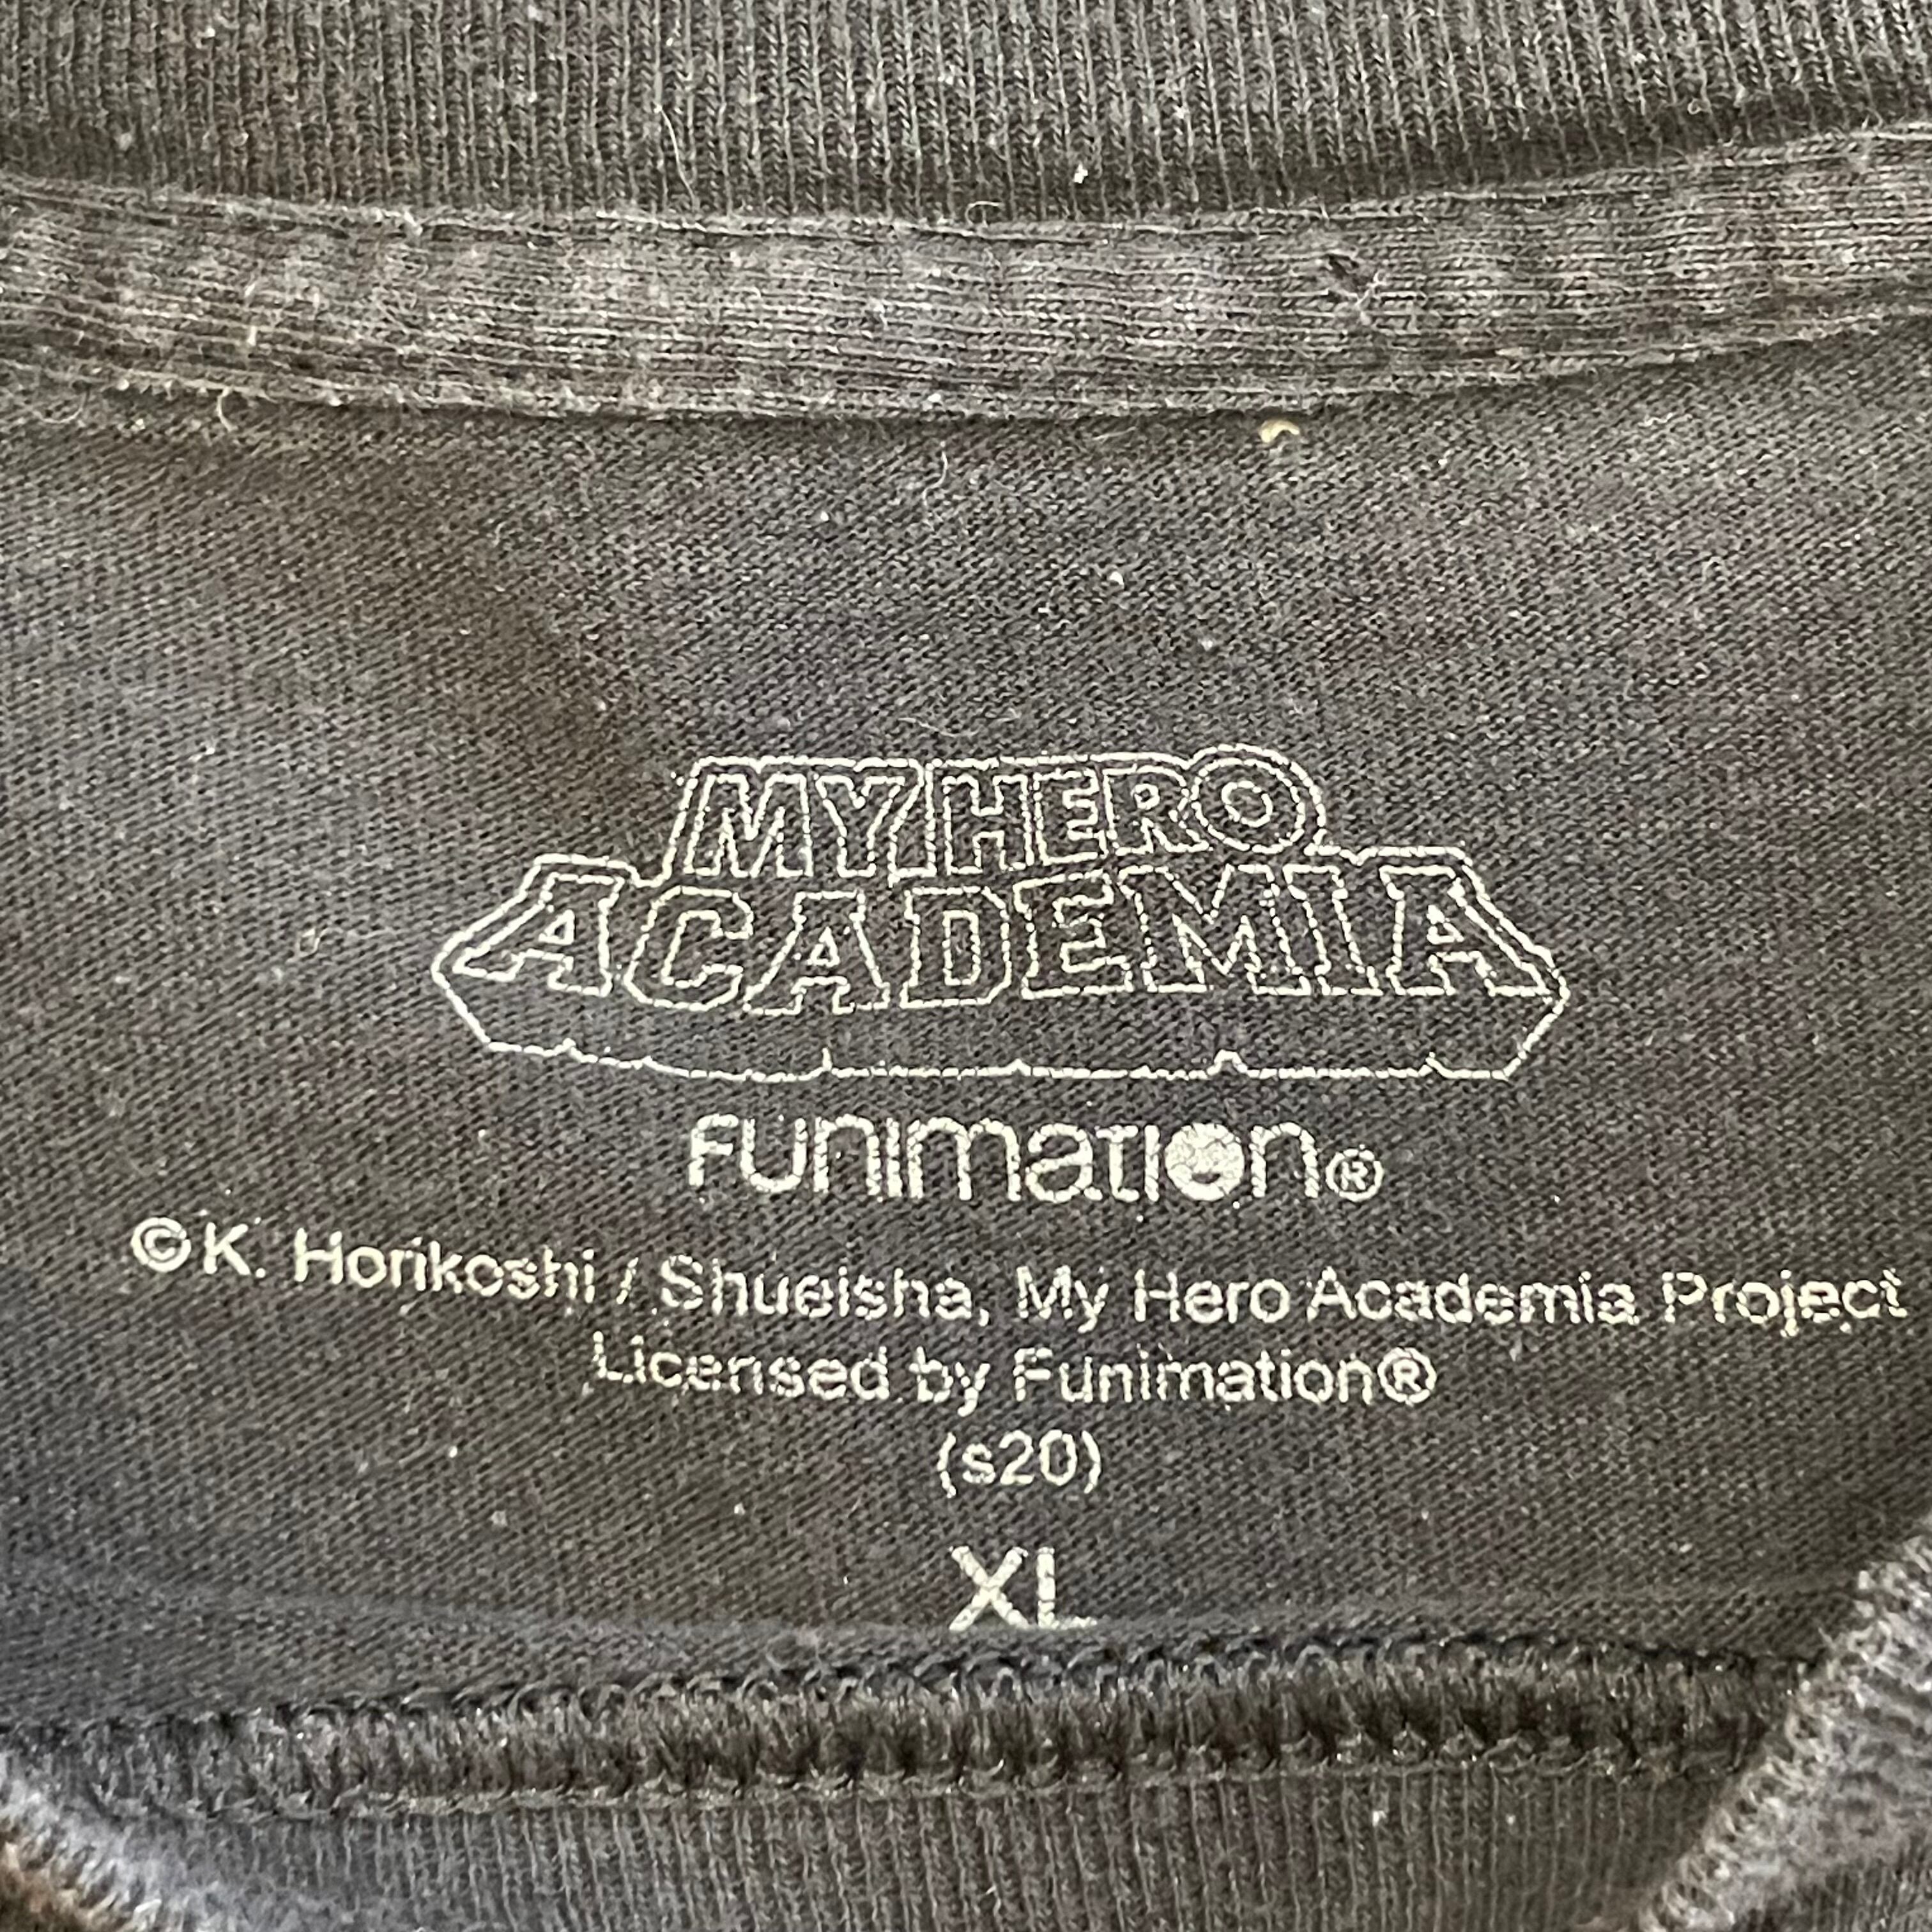 MY HERO
ACADEMIA
FUNIMATION®
©K. Horikoshi / Shueisha, My Hero Academia Project
Licensed by Funimation®
(s20)
XL